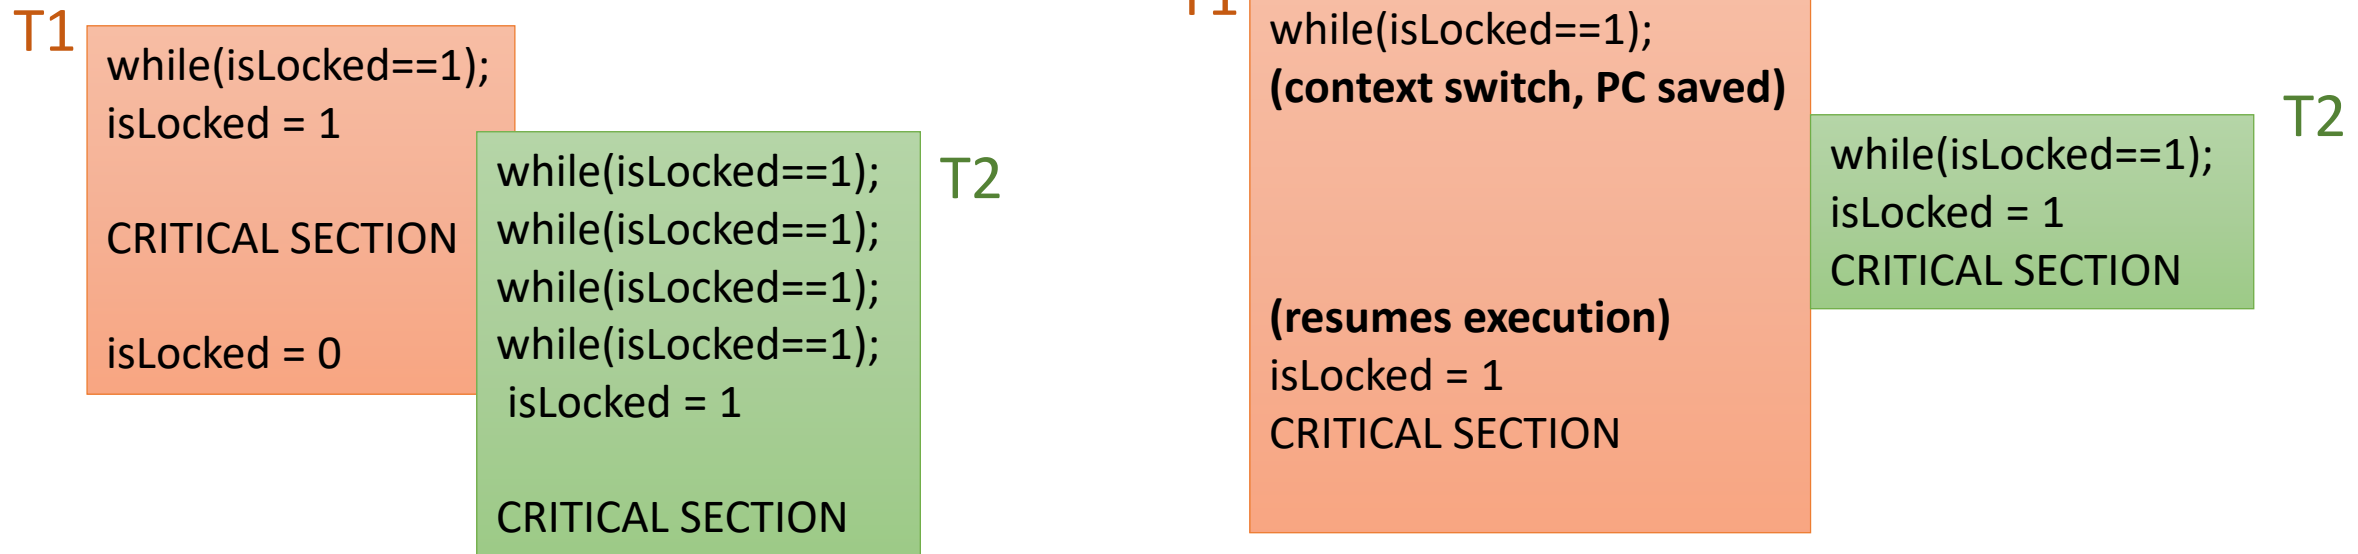 T1
while(isLocked==1);
isLocked = 1
CRITICAL SECTION
isLocked = 0
T2
while(isLocked==1);
while(isLocked==1);
while(isLocked==1);
while(isLocked==1);
isLocked = 1
CRITICAL SECTION
T1
while(isLocked==1);
(context switch, PC saved)
(resumes execution)
isLocked = 1
CRITICAL SECTION
T2
while(isLocked==1);
isLocked = 1
CRITICAL SECTION